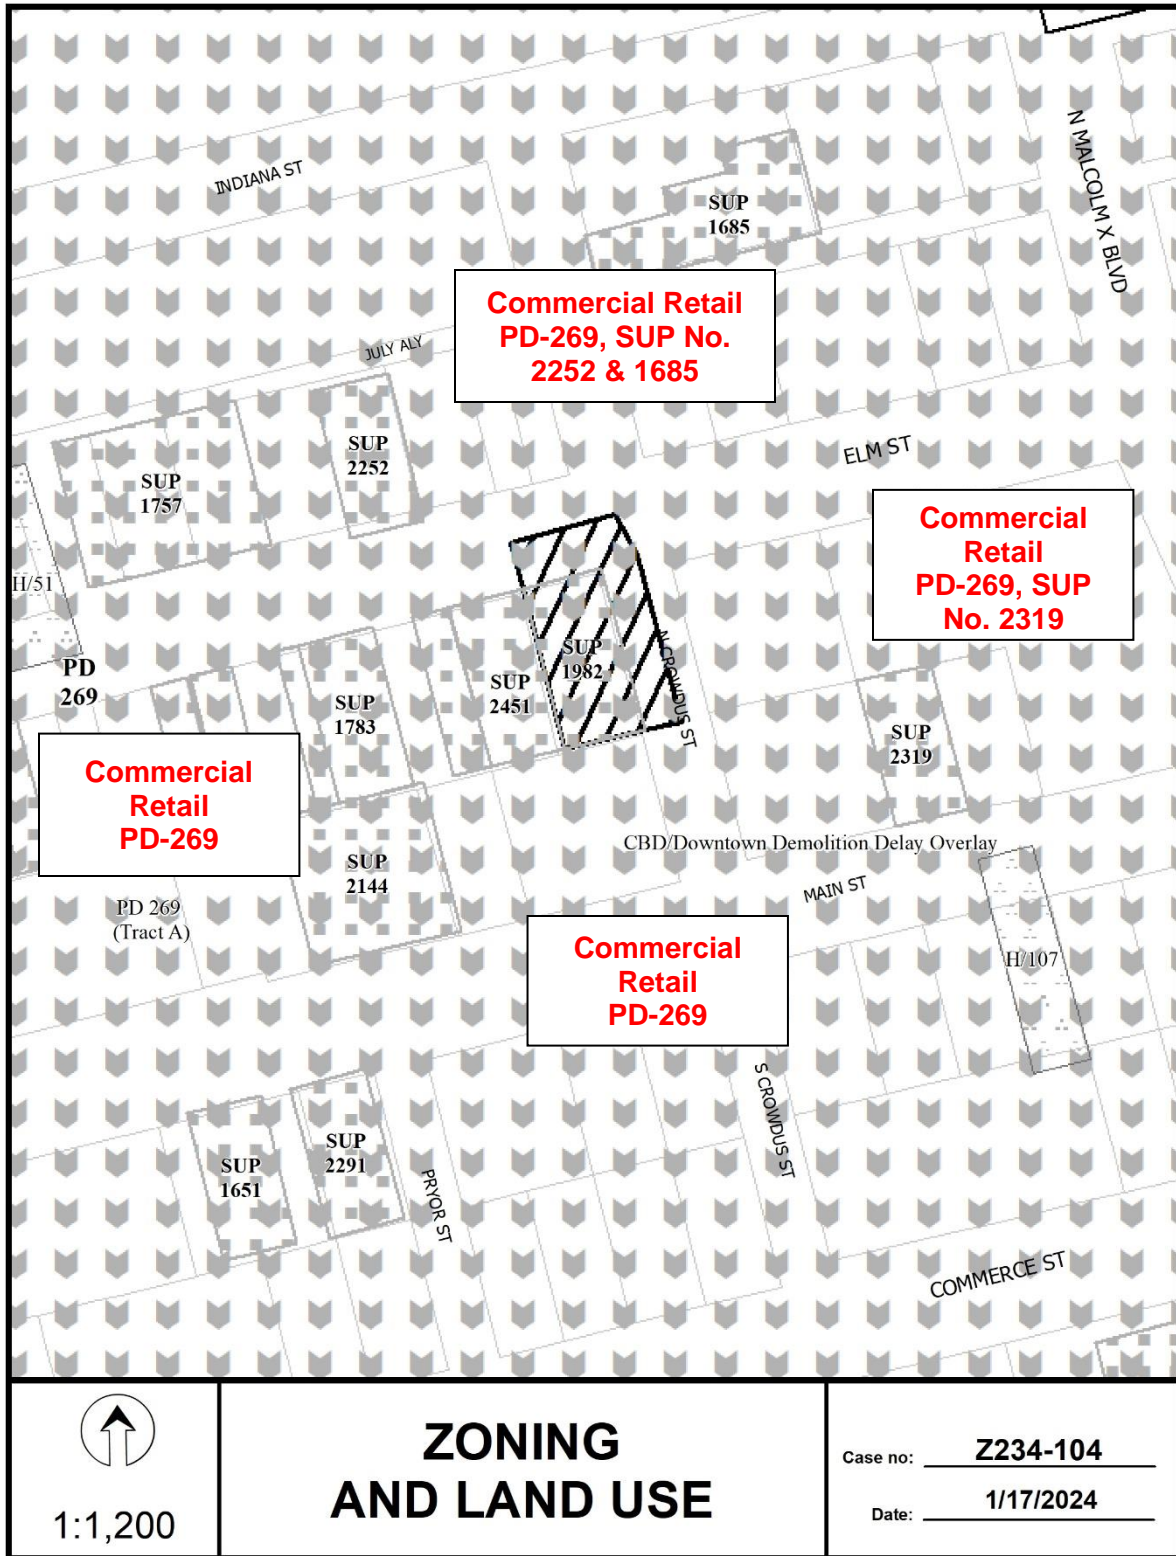 INDIANA ST
N MALCOLM X BLVD
SUP
1685
Commercial Retail
PD-269, SUP No.
2252 & 1685
JULY ALY
SUP
2252
SUP
1757
ELM ST
Commercial
Retail
PD-269, SUP
No. 2319
H/51
PD
269
SUP
1982
N CROWDUS ST
SUP
2451
SUP
1783
SUP
2319
Commercial
Retail
PD-269
CBD/Downtown Demolition Delay Overlay
SUP
2144
MAIN ST
PD 269
(Tract A)
Commercial
Retail
PD-269
H/107
S CROWDUS ST
SUP
2291
SUP
1651
PRYOR ST
COMMERCE ST
1:1,200
ZONING
AND LAND USE
Case no: Z234-104
Date: 1/17/2024